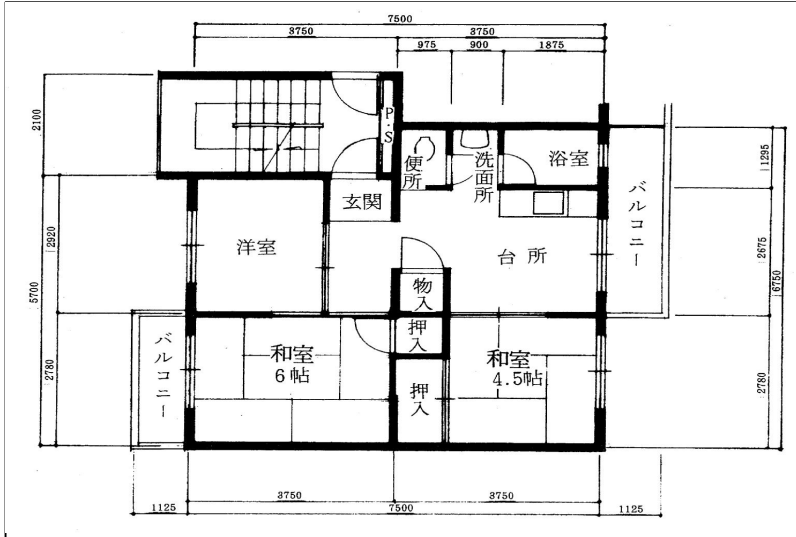 7500
3750
3750
975
900
1875
2100
P.S
便所
洗面所
浴室
1295
バルコニー
玄関
2920
洋室
台所
2675
5700
6750
物入
押入
バルコニー
和室
6帖
和室
4.5帖
2780
2780
押入
3750
3750
1125
7500
1125